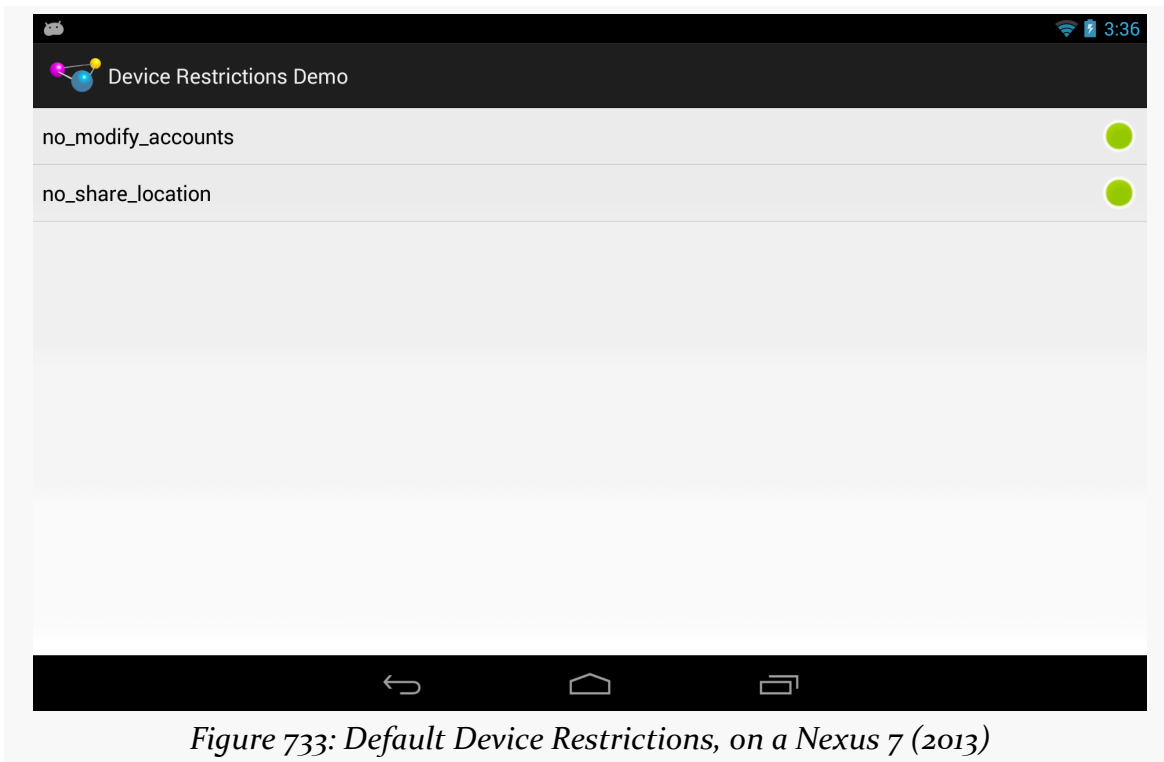 3:36
Device Restrictions Demo
no_modify_accounts
no_share_location
Figure 733: Default Device Restrictions, on a Nexus 7 (2013)